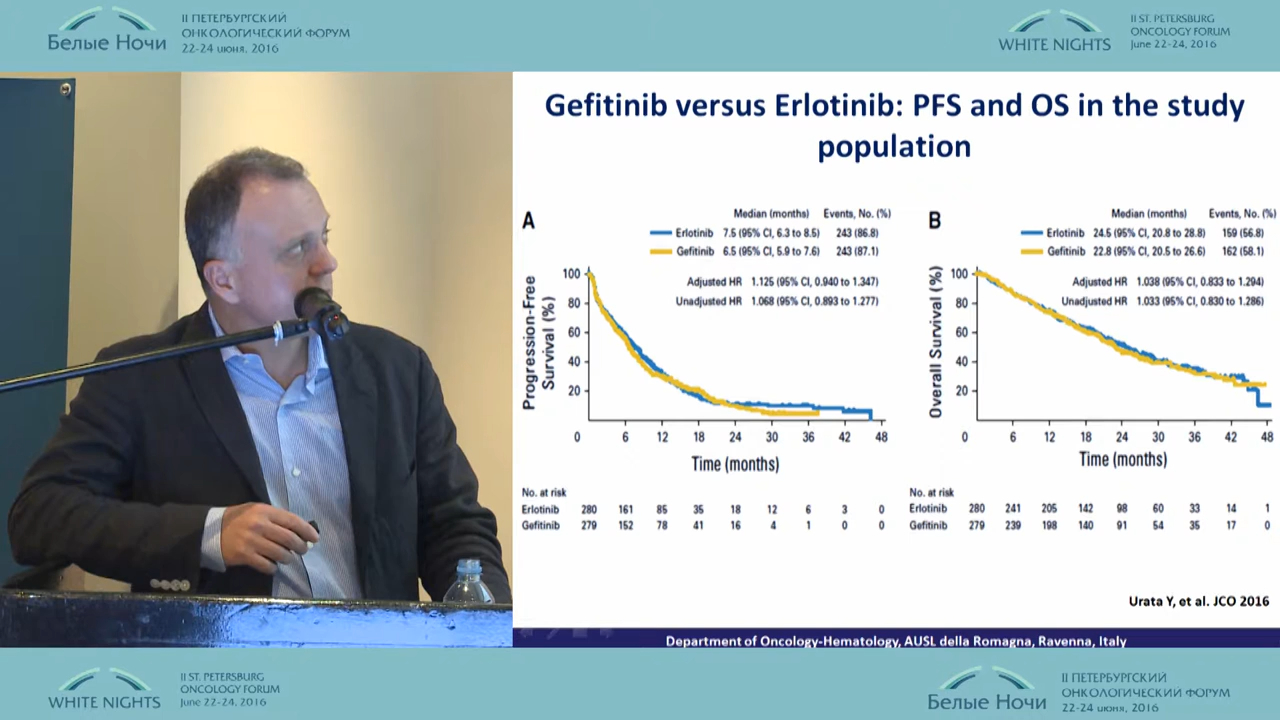 Белые Ночи
II ПЕТЕРБУРГСКИЙ
ОНКОЛОГИЧЕСКИЙ ФОРУМ
22-24 июня, 2016
WHITE NIGHTS
II ST. PETERSBURG
ONCOLOGY FORUM
June 22-24, 2016
Gefitinib versus Erlotinib: PFS and OS in the study
population
A
Median (months) Events, No. (%)
Erlotinib 7.5 (95% CI, 6.3 to 8.5) 243 (86.8)
Gefitinib 6.5 (95% CI, 5.9 to 7.6) 243 (87.1)
Adjusted HR 1.125 (95% CI, 0.940 to 1.347)
Unadjusted HR 1.068 (95% CI, 0.893 to 1.277)
Progression-Free
Survival (%)
100
80
60
40
20
0 6 12 18 24 30 36 42 48
Time (months)
No. at risk
Erlotinib 280 161 85 35 18 12 6 3 0
Gefitinib 279 152 78 41 16 4 1 0 0
B
Median (months) Events, No. (%)
Erlotinib 24.5 (95% CI, 20.8 to 28.8) 159 (56.8)
Gefitinib 22.8 (95% CI, 20.5 to 26.6) 162 (58.1)
Adjusted HR 1.038 (95% CI, 0.833 to 1.294)
Unadjusted HR 1.033 (95% CI, 0.830 to 1.286)
Overall Survival (%)
100
80
60
40
20
0 6 12 18 24 30 36 42 48
Time (months)
No. at risk
Erlotinib 280 241 205 142 98 60 33 14 1
Gefitinib 279 239 198 140 91 54 35 17 0
Urata Y, et al. JCO 2016
Department of Oncology-Hematology, AUSL della Romagna, Ravenna, Italy
WHITE NIGHTS
II ST. PETERSBURG
ONCOLOGY FORUM
June 22-24, 2016
Белые Ночи
II ПЕТЕРБУРГСКИЙ
ОНКОЛОГИЧЕСКИЙ ФОРУМ
22-24 июня, 2016